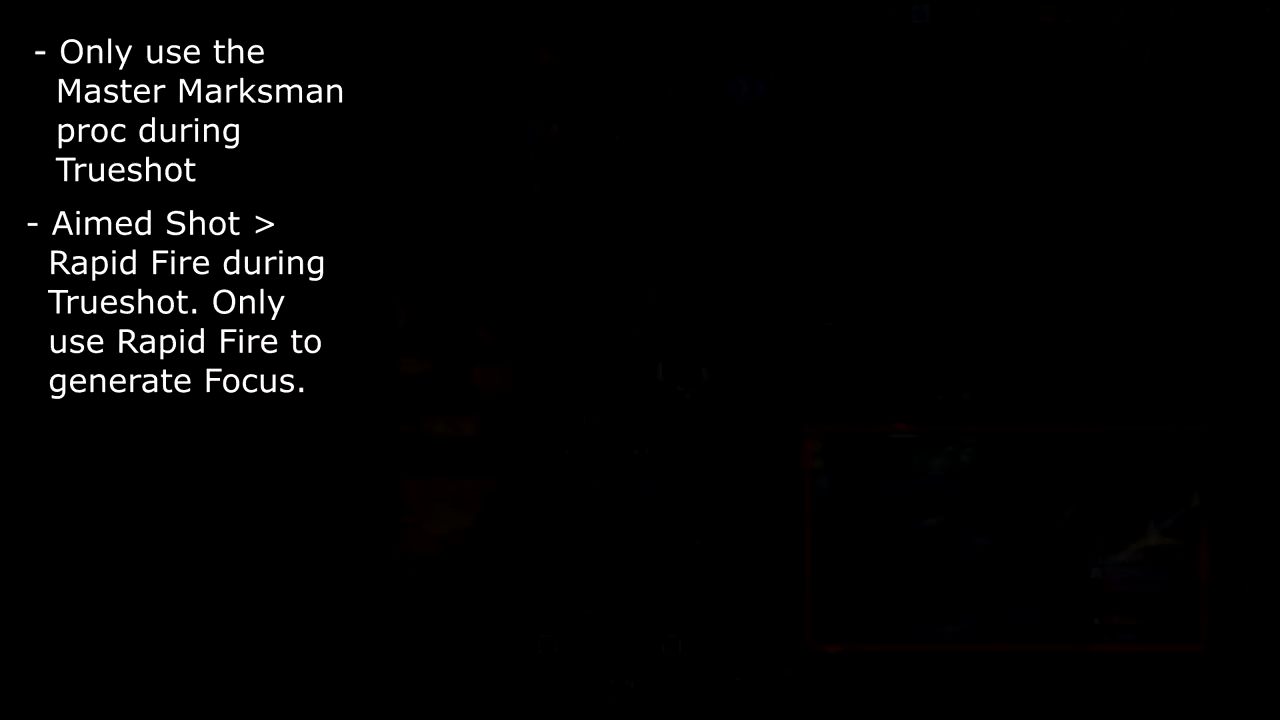 - Only use the
Master Marksman
proc during
Trueshot
- Aimed Shot >
Rapid Fire during
Trueshot. Only
use Rapid Fire to
generate Focus.